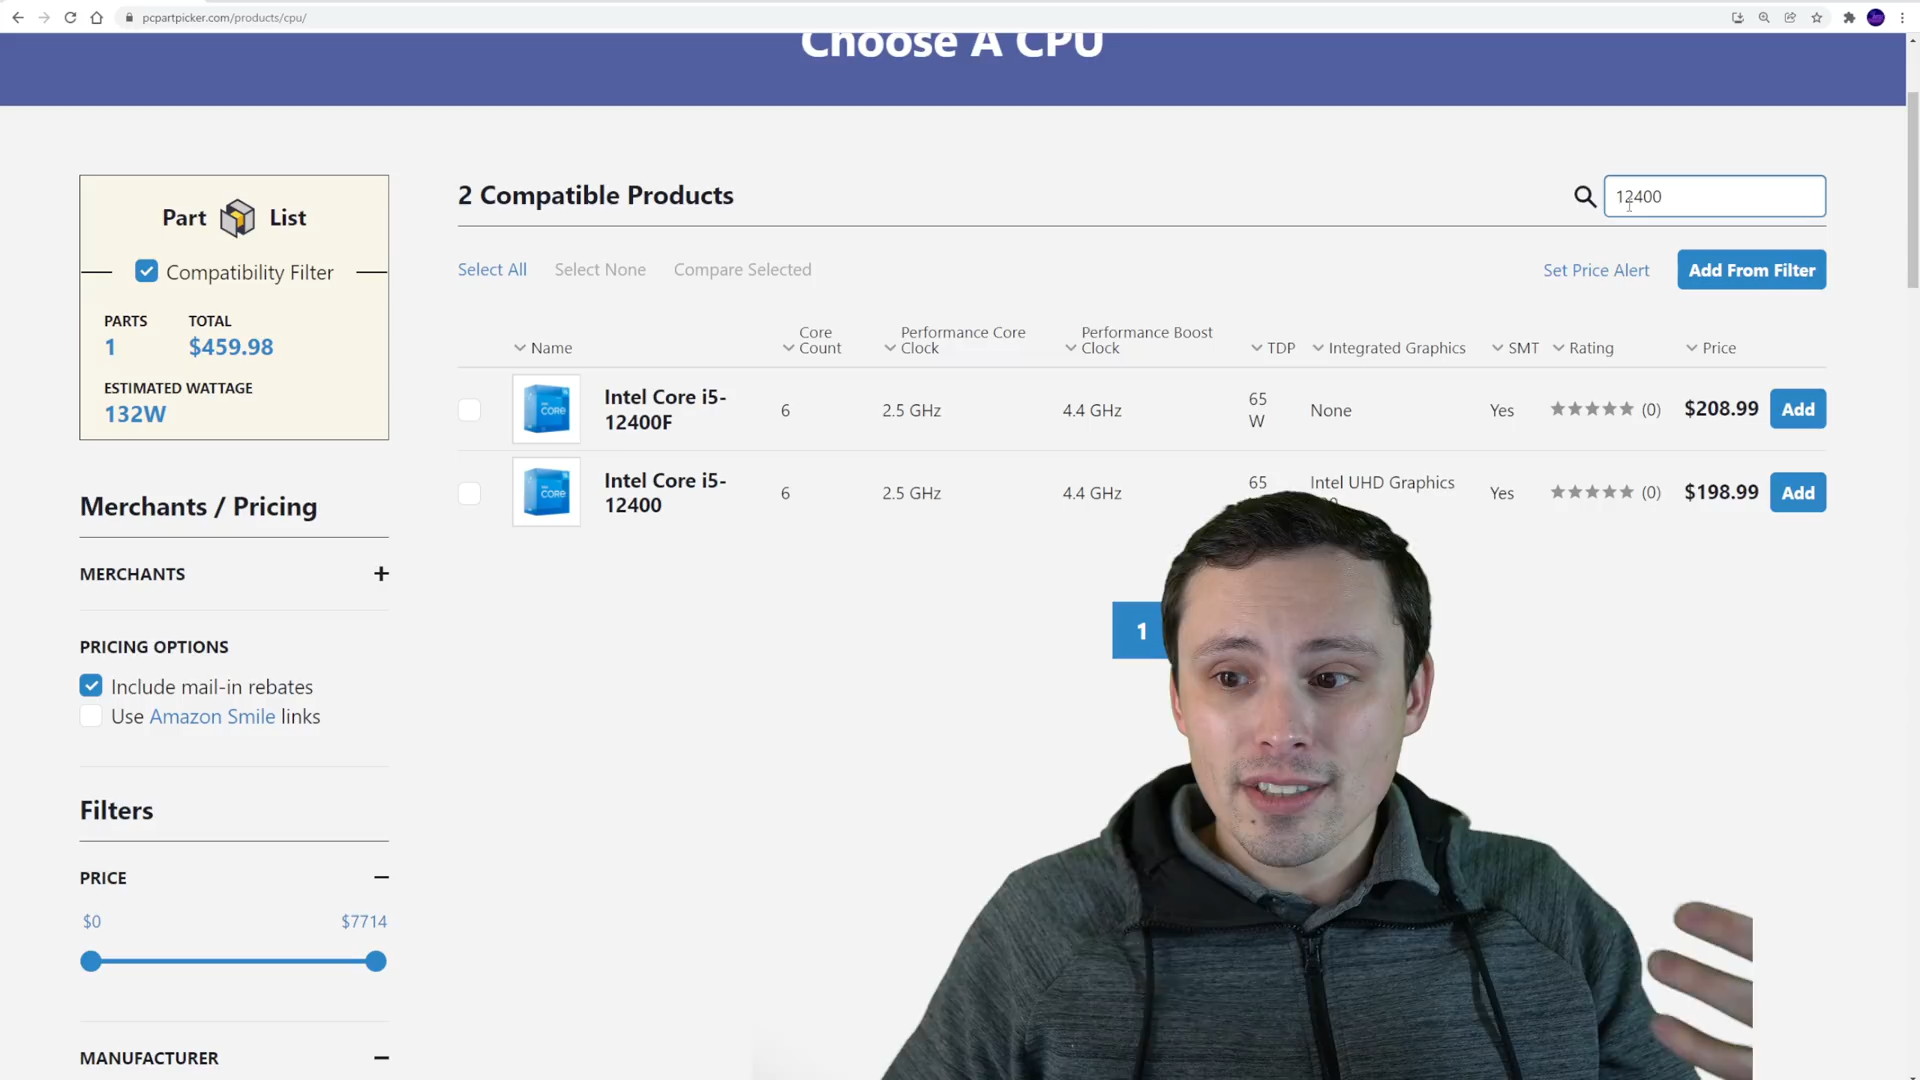 pcpartpicker.com/products/cpu/
Choose A CPU
Part List
Compatibility Filter
PARTS TOTAL
1 $459.98
ESTIMATED WATTAGE
132W
2 Compatible Products
12400
Select All Select None Compare Selected
Set Price Alert Add From Filter
Name Core Count Performance Core Clock Performance Boost Clock TDP Integrated Graphics SMT Rating Price
CORE
Intel Core i5-
12400F
6 2.5 GHz 4.4 GHz 65 W None Yes (0) $208.99 Add
CORE
Intel Core i5-
12400
6 2.5 GHz 4.4 GHz 65 Intel UHD Graphics Yes (0) $198.99 Add
1
Merchants / Pricing
MERCHANTS +
PRICING OPTIONS
Include mail-in rebates
Use Amazon Smile links
Filters
PRICE
$0 $7714
MANUFACTURER